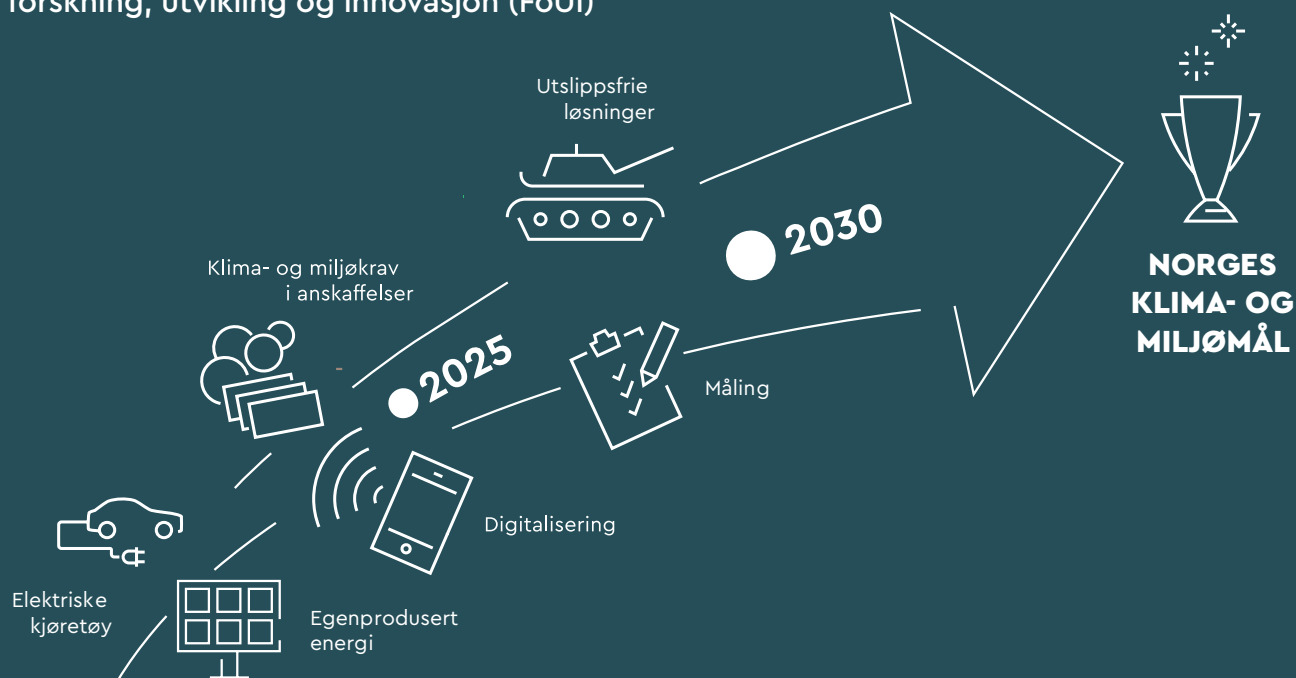 forskning, utvikling og innovasjon (FoUI)
Utslippsfrie
løsninger
2030
NORGES
KLIMA- OG
MILJØMÅL
Klima- og miljøkrav
i anskaffelser
2025
Måling
Digitalisering
Elektriske
kjøretøy
Egenprodusert
energi